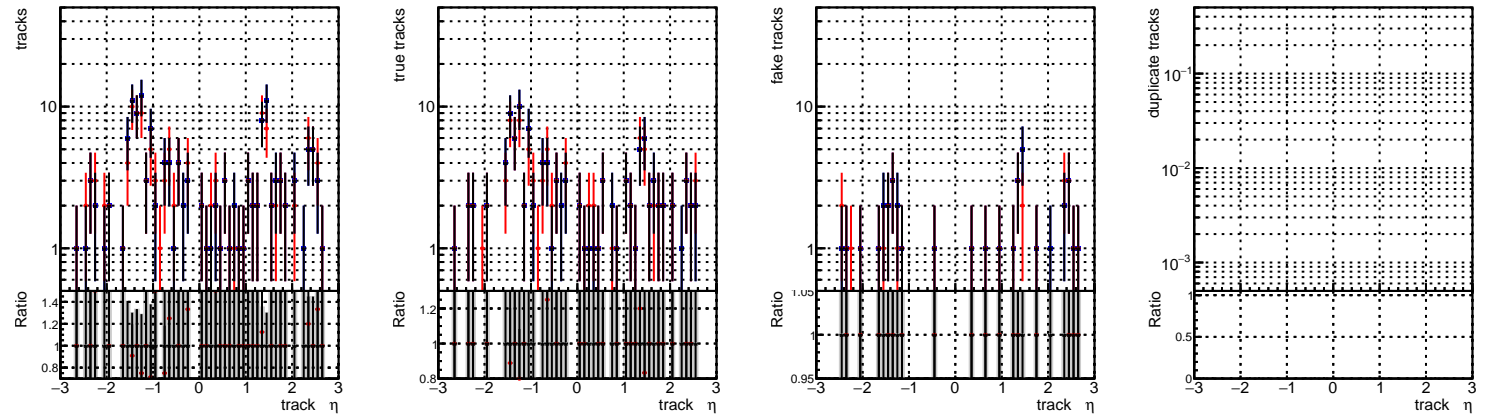 tracks
10
1
Ratio
1.4
1.2
1
0.8
−3 −2 −1 0 1 2 3
track η
true tracks
10
1
Ratio
1.2
1
0.8
−3 −2 −1 0 1 2 3
track η
fake tracks
10
1
Ratio
1.05
1
0.95
−3 −2 −1 0 1 2 3
track η
duplicate tracks
10⁻¹
10⁻²
10⁻³
Ratio
1
0.5
0
−3 −2 −1 0 1 2 3
track η